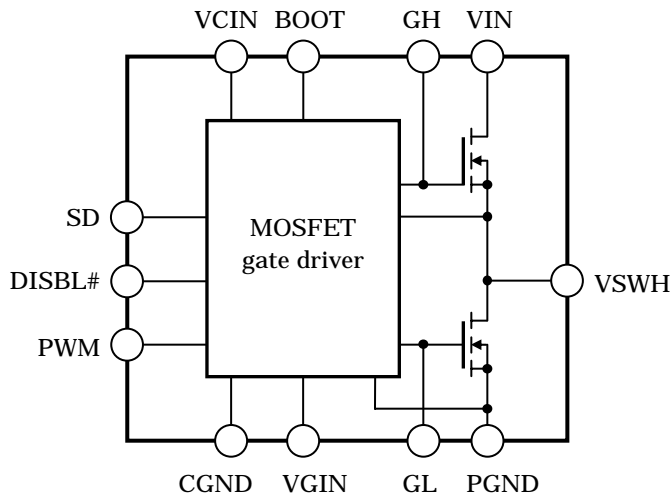 VCIN BOOT GH VIN
SD
MOSFET
gate driver
DISBL#
VSWH
PWM
CGND VGIN GL PGND